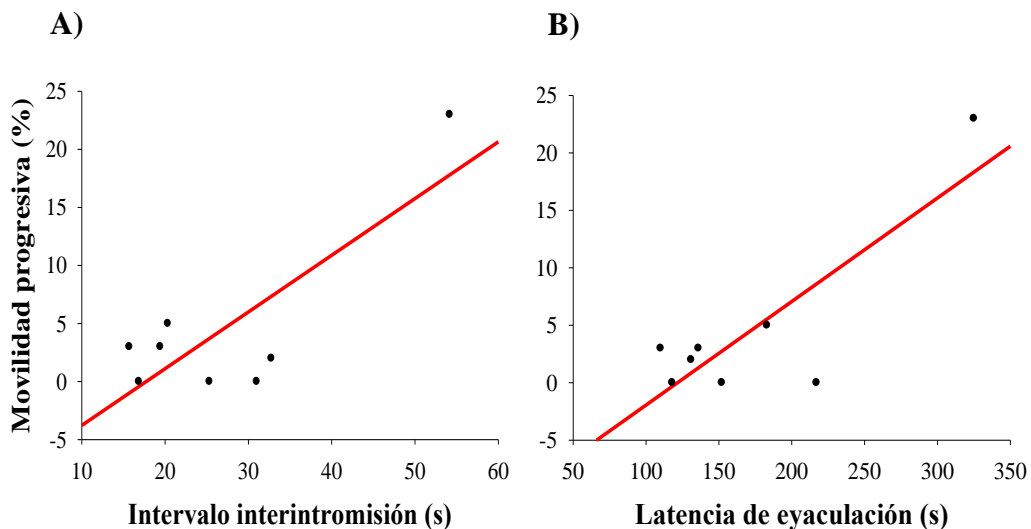 A)
B)
Movilidad progresiva (%)
25
20
15
10
5
0
-5
10 20 30 40 50 60
Intervalo interintromisión (s)
25
20
15
10
5
0
-5
50 100 150 200 250 300 350
Latencia de eyaculación (s)